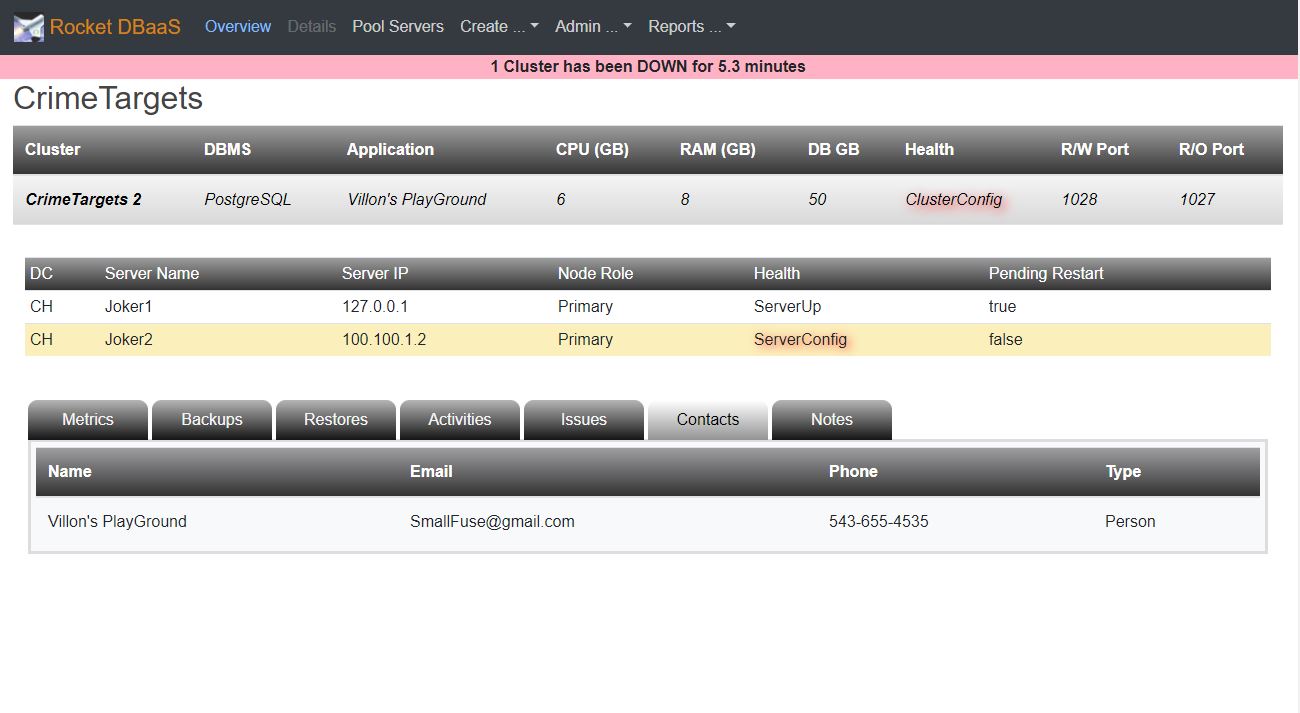 Rocket DBaaS Overview Details Pool Servers Create ... Admin ... Reports ...
1 Cluster has been DOWN for 5.3 minutes
CrimeTargets
Cluster DBMS Application CPU (GB) RAM (GB) DB GB Health R/W Port R/O Port
CrimeTargets 2 PostgreSQL Villon's PlayGround 6 8 50 ClusterConfig 1028 1027
DC Server Name Server IP Node Role Health Pending Restart
CH Joker1 127.0.0.1 Primary ServerUp true
CH Joker2 100.100.1.2 Primary ServerConfig false
Metrics Backups Restores Activities Issues Contacts Notes
Name Email Phone Type
Villon's PlayGround SmallFuse@gmail.com 543-655-4535 Person